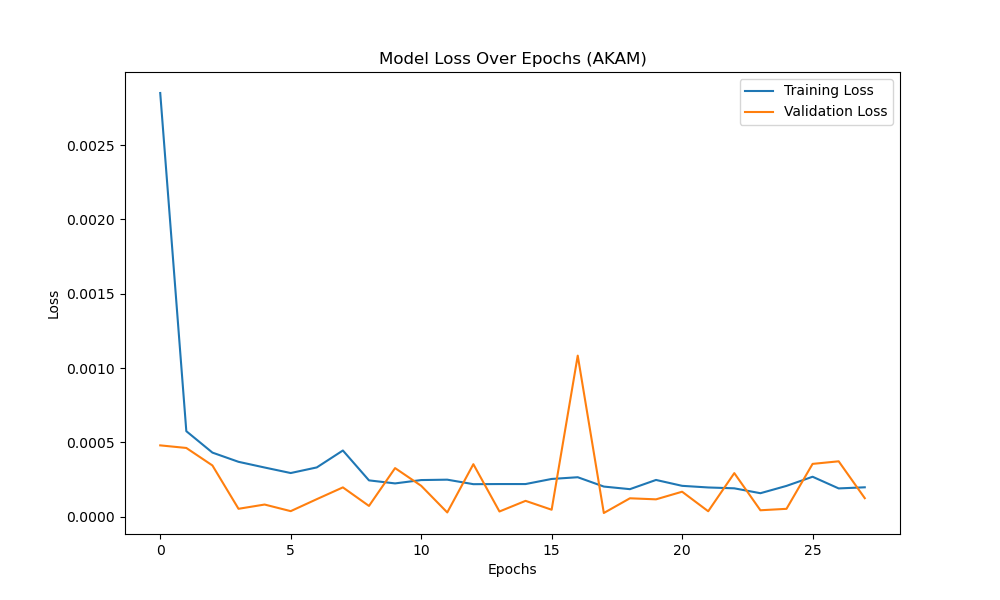 Model Loss Over Epochs (AKAM)
Training Loss
Validation Loss
0.0025
0.0020
0.0015
0.0010
0.0005
0.0000
Loss
0 5 10 15 20 25
Epochs